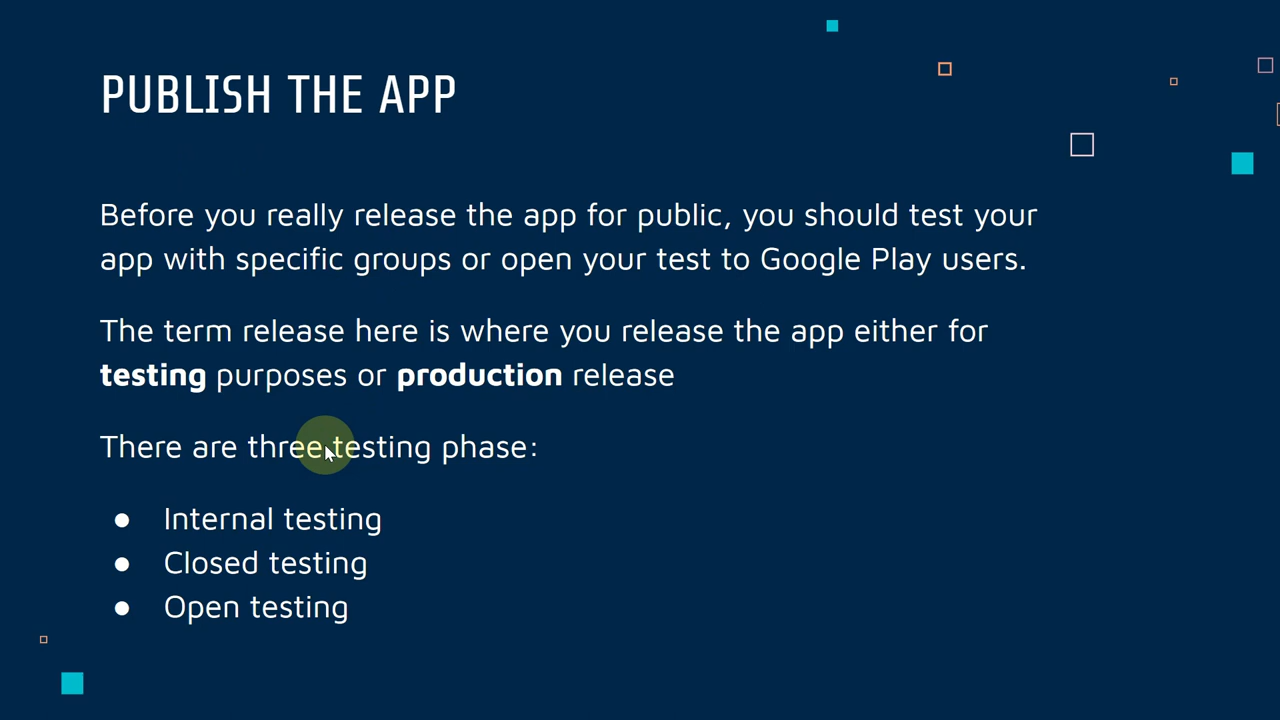 PUBLISH THE APP
Before you really release the app for public, you should test your
app with specific groups or open your test to Google Play users.
The term release here is where you release the app either for
testing purposes or production release
There are three testing phase:
● Internal testing
● Closed testing
● Open testing